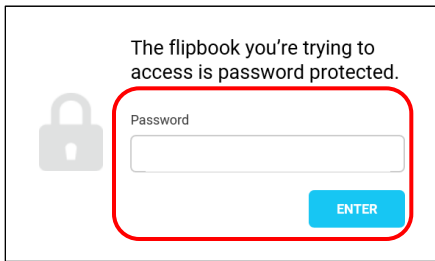 The flipbook you're trying to
access is password protected.
Password
ENTER